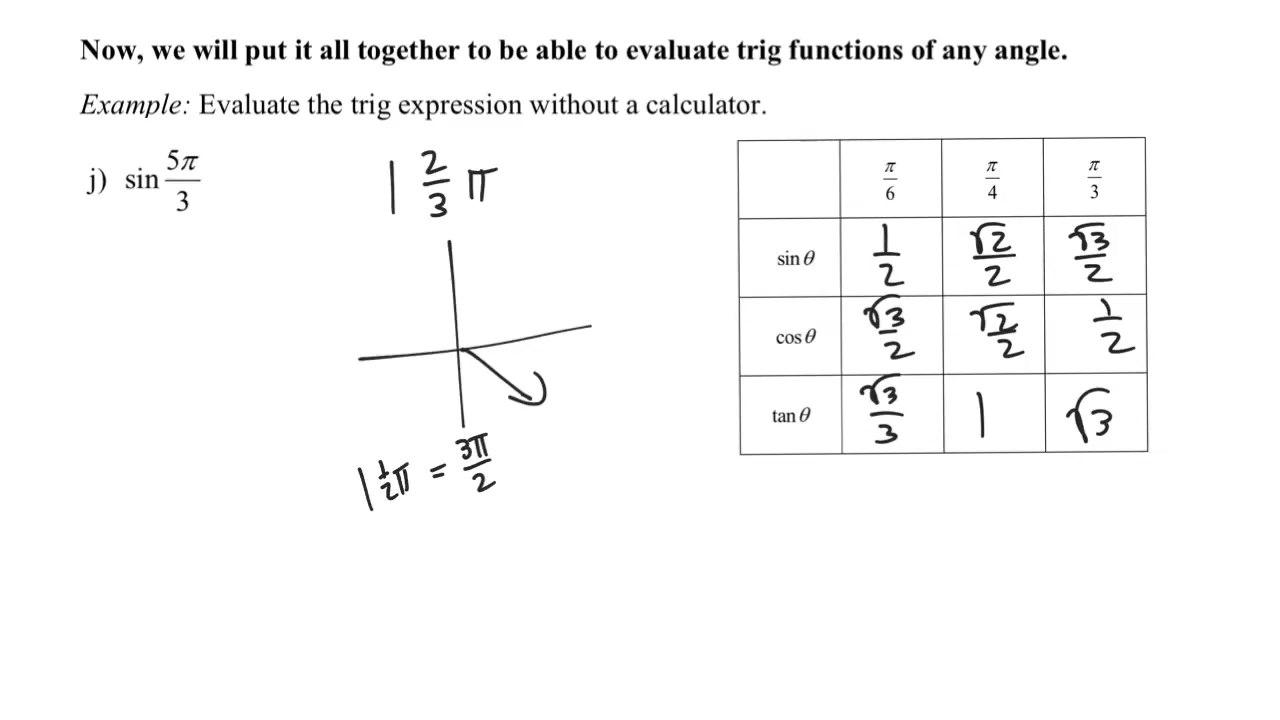 Now, we will put it all together to be able to evaluate trig functions of any angle.
Example: Evaluate the trig expression without a calculator.
j) sin 5π/3
1 2/3 π
1 1/2 π = 3π/2
π/6 π/4 π/3
sin θ 1/2 √2/2 √3/2
cos θ √3/2 √2/2 1/2
tan θ √3/3 1 √3